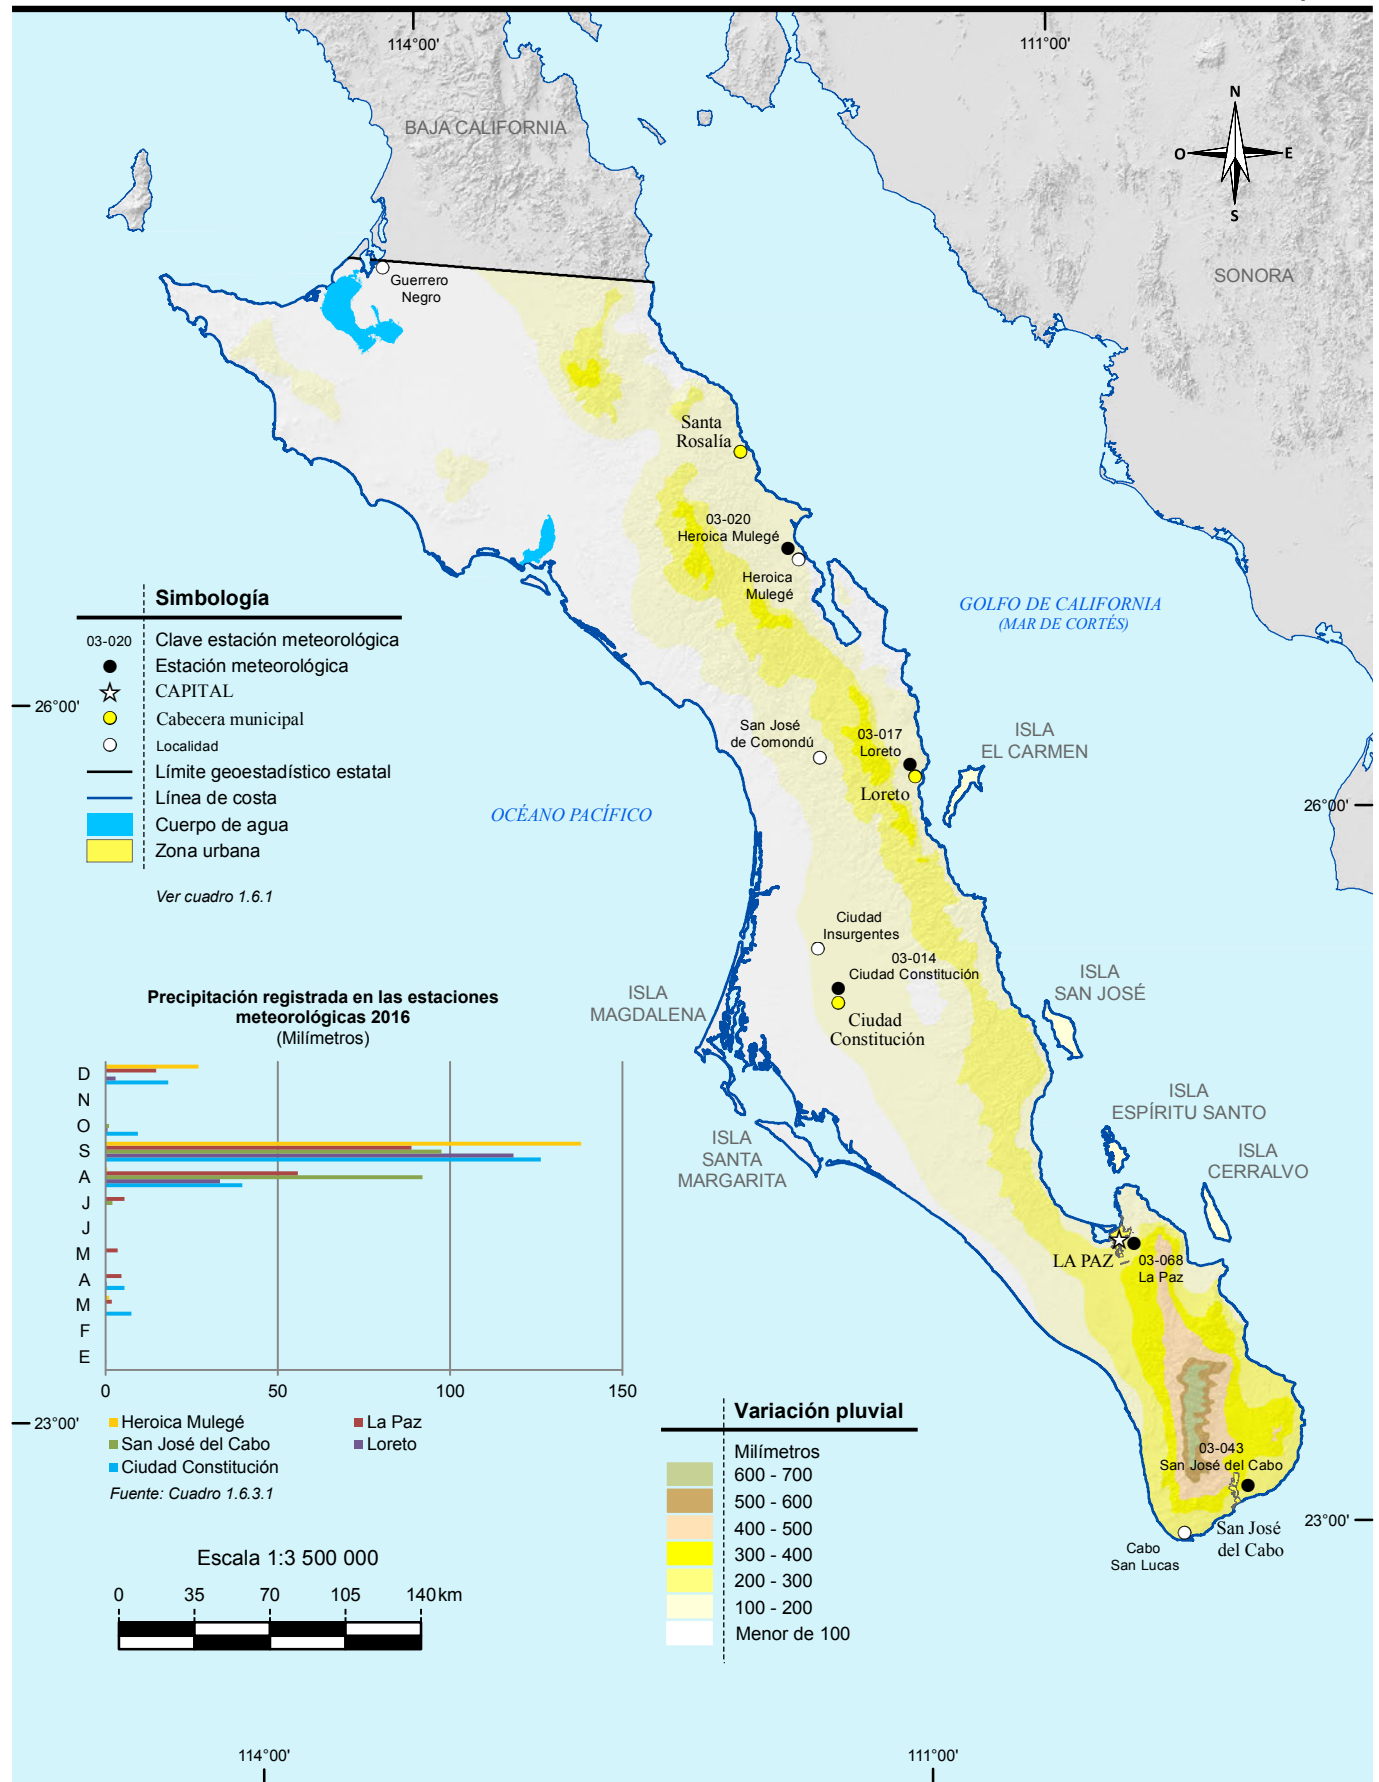 114°00'
111°00'
BAJA CALIFORNIA
N
O
E
S
SONORA
Guerrero
Negro
Santa
Rosalía
03-020
Heroica Mulegé
Heroica
Mulegé
GOLFO DE CALIFORNIA
(MAR DE CORTÉS)
Simbología
03-020 Clave estación meteorológica
Estación meteorológica
CAPITAL
Cabecera municipal
Localidad
Límite geoestadístico estatal
Línea de costa
Cuerpo de agua
Zona urbana
Ver cuadro 1.6.1
26°00'
San José
de Comondú
03-017
Loreto
Loreto
ISLA
EL CARMEN
26°00'
OCÉANO PACÍFICO
Ciudad
Insurgentes
03-014
Ciudad Constitución
Ciudad
Constitución
ISLA
MAGDALENA
ISLA
SAN JOSÉ
ISLA
ESPÍRITU SANTO
ISLA
CERRALVO
ISLA
SANTA
MARGARITA
LA PAZ
03-068
La Paz
Precipitación registrada en las estaciones
meteorológicas 2016
(Milímetros)
D
N
O
S
A
J
J
M
A
M
F
E
0 50 100 150
Heroica Mulegé
La Paz
San José del Cabo
Loreto
Ciudad Constitución
Fuente: Cuadro 1.6.3.1
23°00'
03-043
San José del Cabo
San José
del Cabo
Cabo
San Lucas
23°00'
Variación pluvial
Milímetros
600 - 700
500 - 600
400 - 500
300 - 400
200 - 300
100 - 200
Menor de 100
Escala 1:3 500 000
0 35 70 105 140 km
114°00'
111°00'